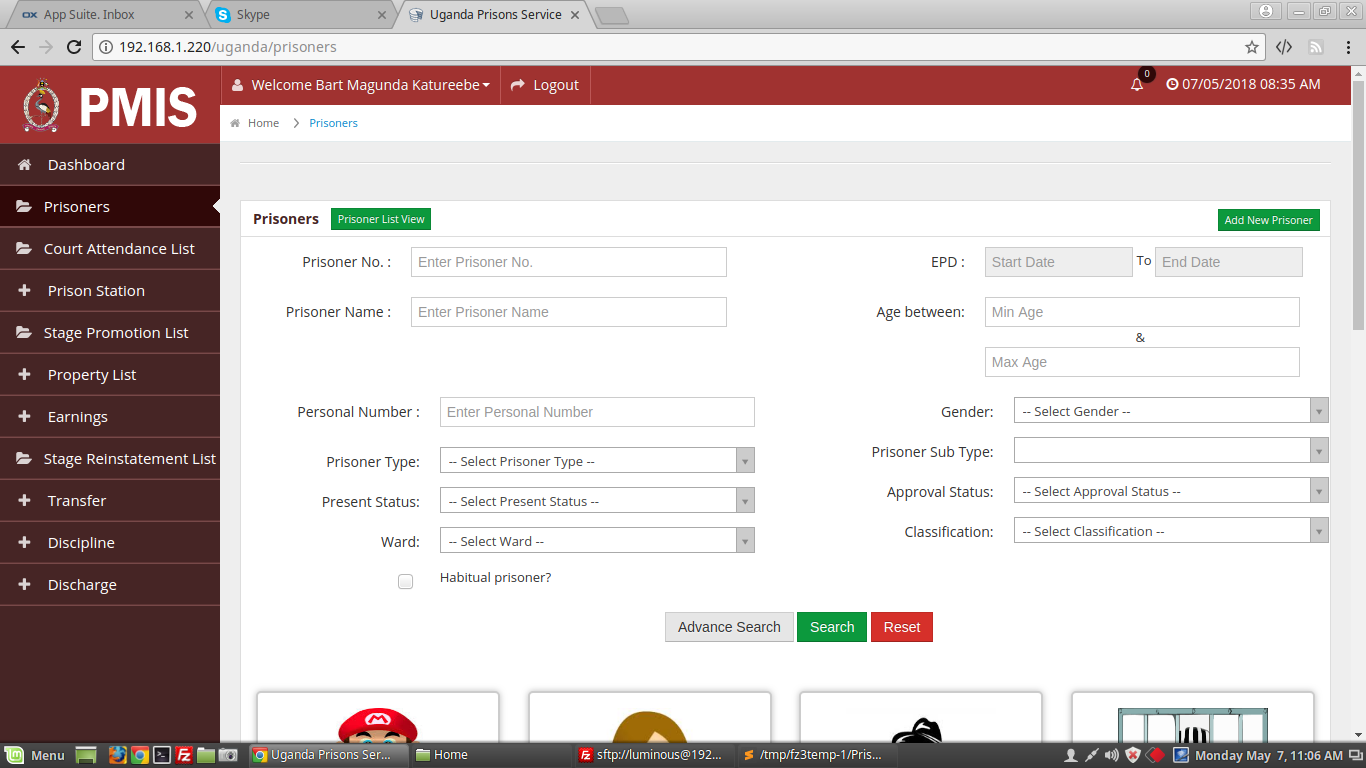 App Suite. Inbox
Skype
Uganda Prisons Service
192.168.1.220/uganda/prisoners
PMIS
Welcome Bart Magunda Katureebe
Logout
0
07/05/2018 08:35 AM
Home
Prisoners
Dashboard
Prisoners
Court Attendance List
Prison Station
Stage Promotion List
Property List
Earnings
Stage Reinstatement List
Transfer
Discipline
Discharge
Prisoners
Prisoner List View
Add New Prisoner
Prisoner No. :
Enter Prisoner No.
EPD :
Start Date
To
End Date
Prisoner Name :
Enter Prisoner Name
Age between:
Min Age
&
Max Age
Personal Number :
Enter Personal Number
Gender:
-- Select Gender --
Prisoner Type:
-- Select Prisoner Type --
Prisoner Sub Type:
Present Status:
-- Select Present Status --
Approval Status:
-- Select Approval Status --
Ward:
-- Select Ward --
Classification:
-- Select Classification --
Habitual prisoner?
Advance Search
Search
Reset
M
Menu
Uganda Prisons Ser...
Home
sftp://luminous@192...
/tmp/fz3temp-1/Pris...
Monday May 7, 11:06 AM